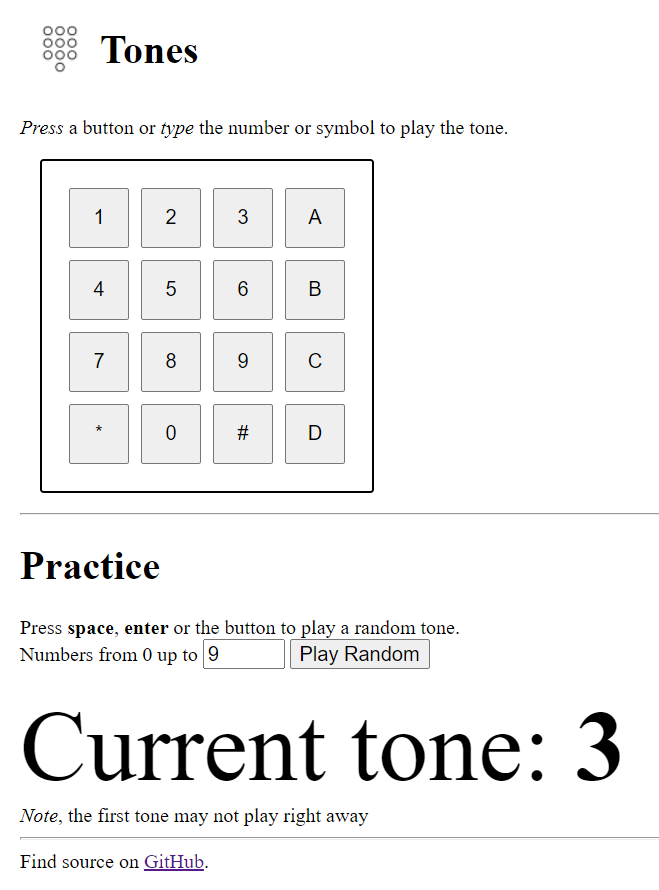 Tones
Press a button or type the number or symbol to play the tone.
1 2 3 A
4 5 6 B
7 8 9 C
* 0 # D
Practice
Press space, enter or the button to play a random tone.
Numbers from 0 up to 9 Play Random
Current tone: 3
Note, the first tone may not play right away
Find source on GitHub.